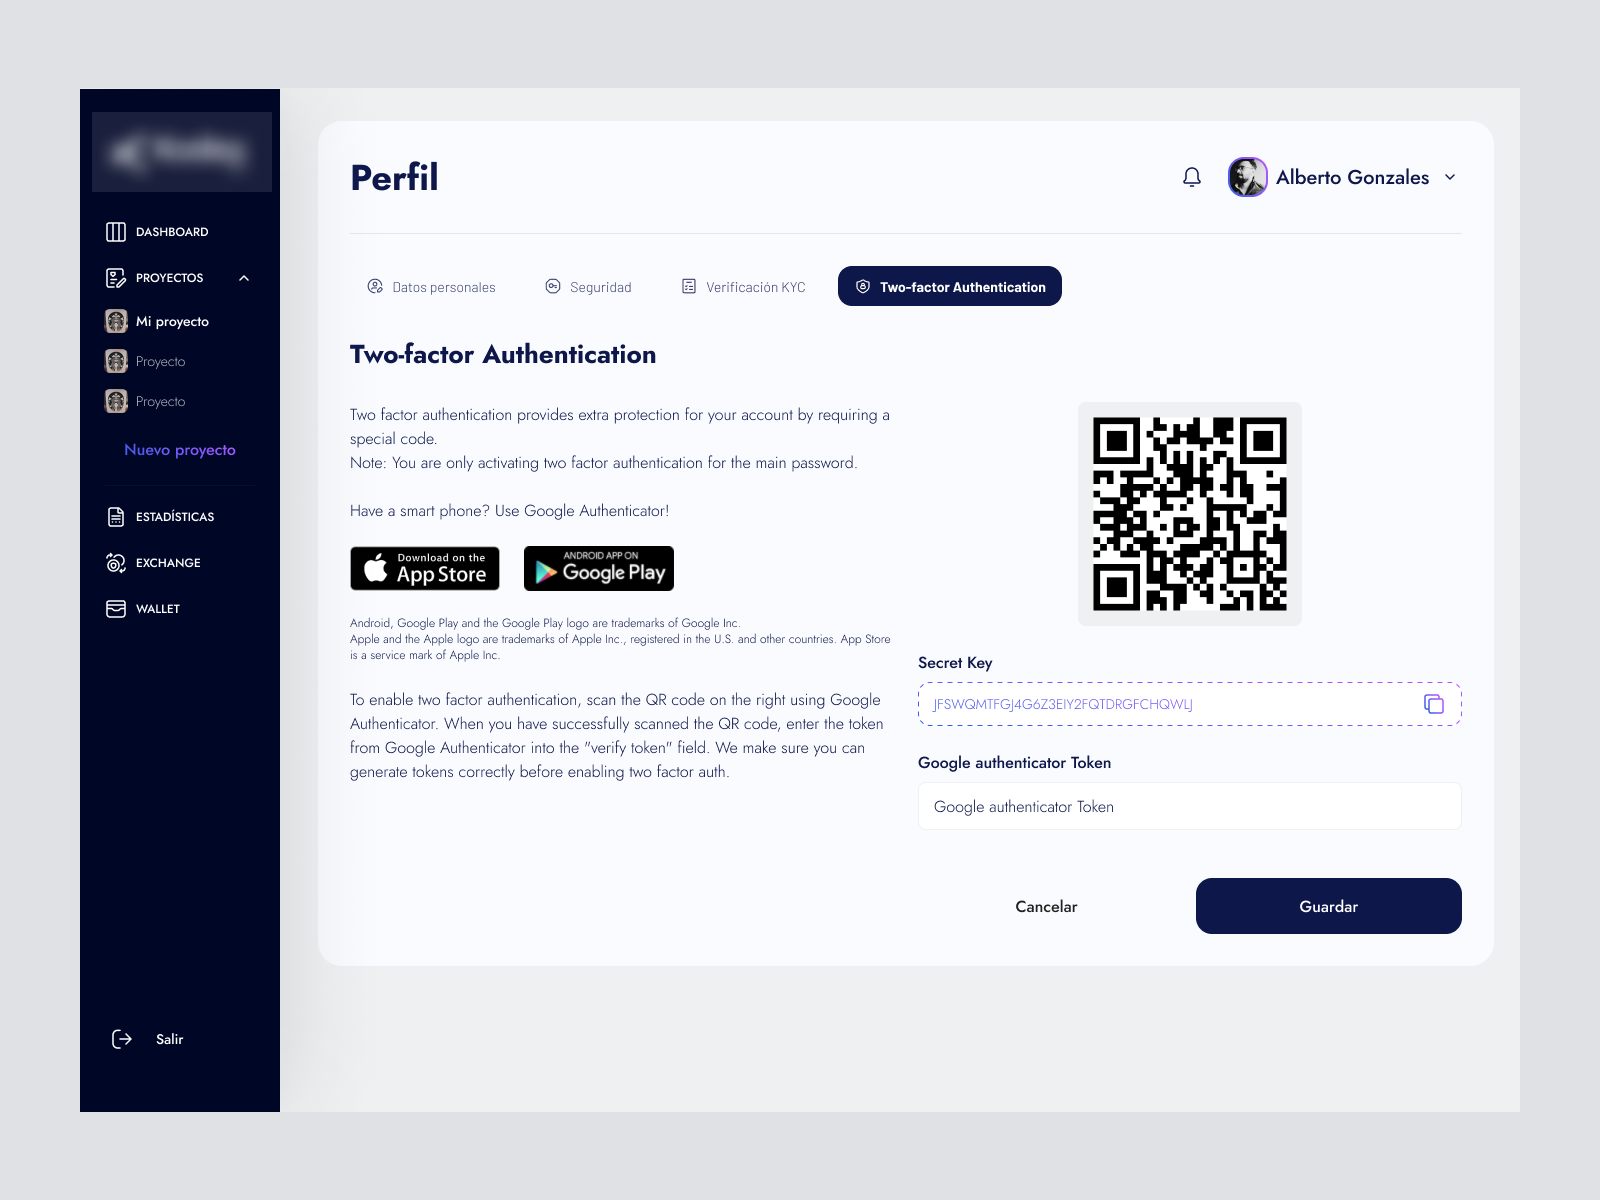 DASHBOARD
PROYECTOS
Mi proyecto
Proyecto
Proyecto
Nuevo proyecto
ESTADÍSTICAS
EXCHANGE
WALLET
Salir
Perfil
Alberto Gonzales
Datos personales
Seguridad
Verificación KYC
Two-factor Authentication
Two-factor Authentication
Two factor authentication provides extra protection for your account by requiring a
special code.
Note: You are only activating two factor authentication for the main password.
Have a smart phone? Use Google Authenticator!
Download on the
App Store
ANDROID APP ON
Google Play
Android, Google Play and the Google Play logo are trademarks of Google Inc.
Apple and the Apple logo are trademarks of Apple Inc., registered in the U.S. and other countries. App Store
is a service mark of Apple Inc.
To enable two factor authentication, scan the QR code on the right using Google
Authenticator. When you have successfully scanned the QR code, enter the token
from Google Authenticator into the "verify token" field. We make sure you can
generate tokens correctly before enabling two factor auth.
Secret Key
JFSWQMTFGJ4G6Z3EIY2FQTDRGFCHQWLJ
Google authenticator Token
Google authenticator Token
Cancelar
Guardar